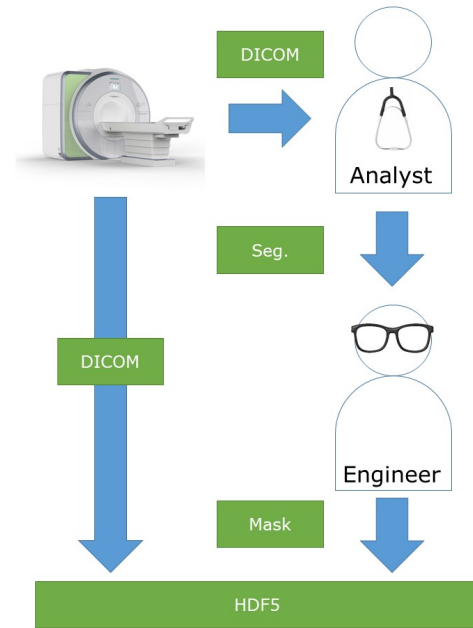 DICOM
Analyst
Seg.
DICOM
Engineer
Mask
HDF5